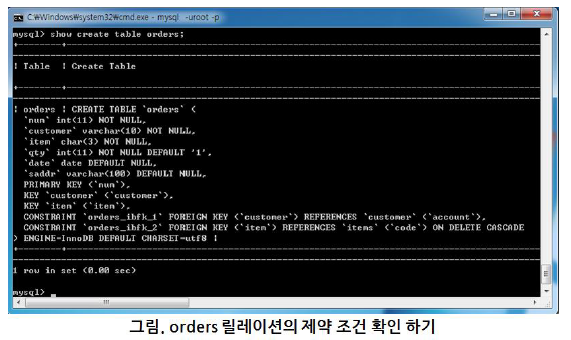 C:₩Windows₩system32₩cmd.exe - mysql -uroot -p
mysql> show create table orders;
| Table | Create Table
| orders | CREATE TABLE `orders` (
`num` int(11) NOT NULL,
`customer` varchar(10) NOT NULL,
`item` char(3) NOT NULL,
`qty` int(11) NOT NULL DEFAULT '1',
`date` date DEFAULT NULL,
`saddr` varchar(100) DEFAULT NULL,
PRIMARY KEY (`num`),
KEY `customer` (`customer`),
KEY `item` (`item`),
CONSTRAINT `orders_ibfk_1` FOREIGN KEY (`customer`) REFERENCES `customer` (`account`),
CONSTRAINT `orders_ibfk_2` FOREIGN KEY (`item`) REFERENCES `items` (`code`) ON DELETE CASCADE
) ENGINE=InnoDB DEFAULT CHARSET=utf8 |
1 row in set (0.00 sec)
mysql>
그림. orders 릴레이션의 제약 조건 확인 하기